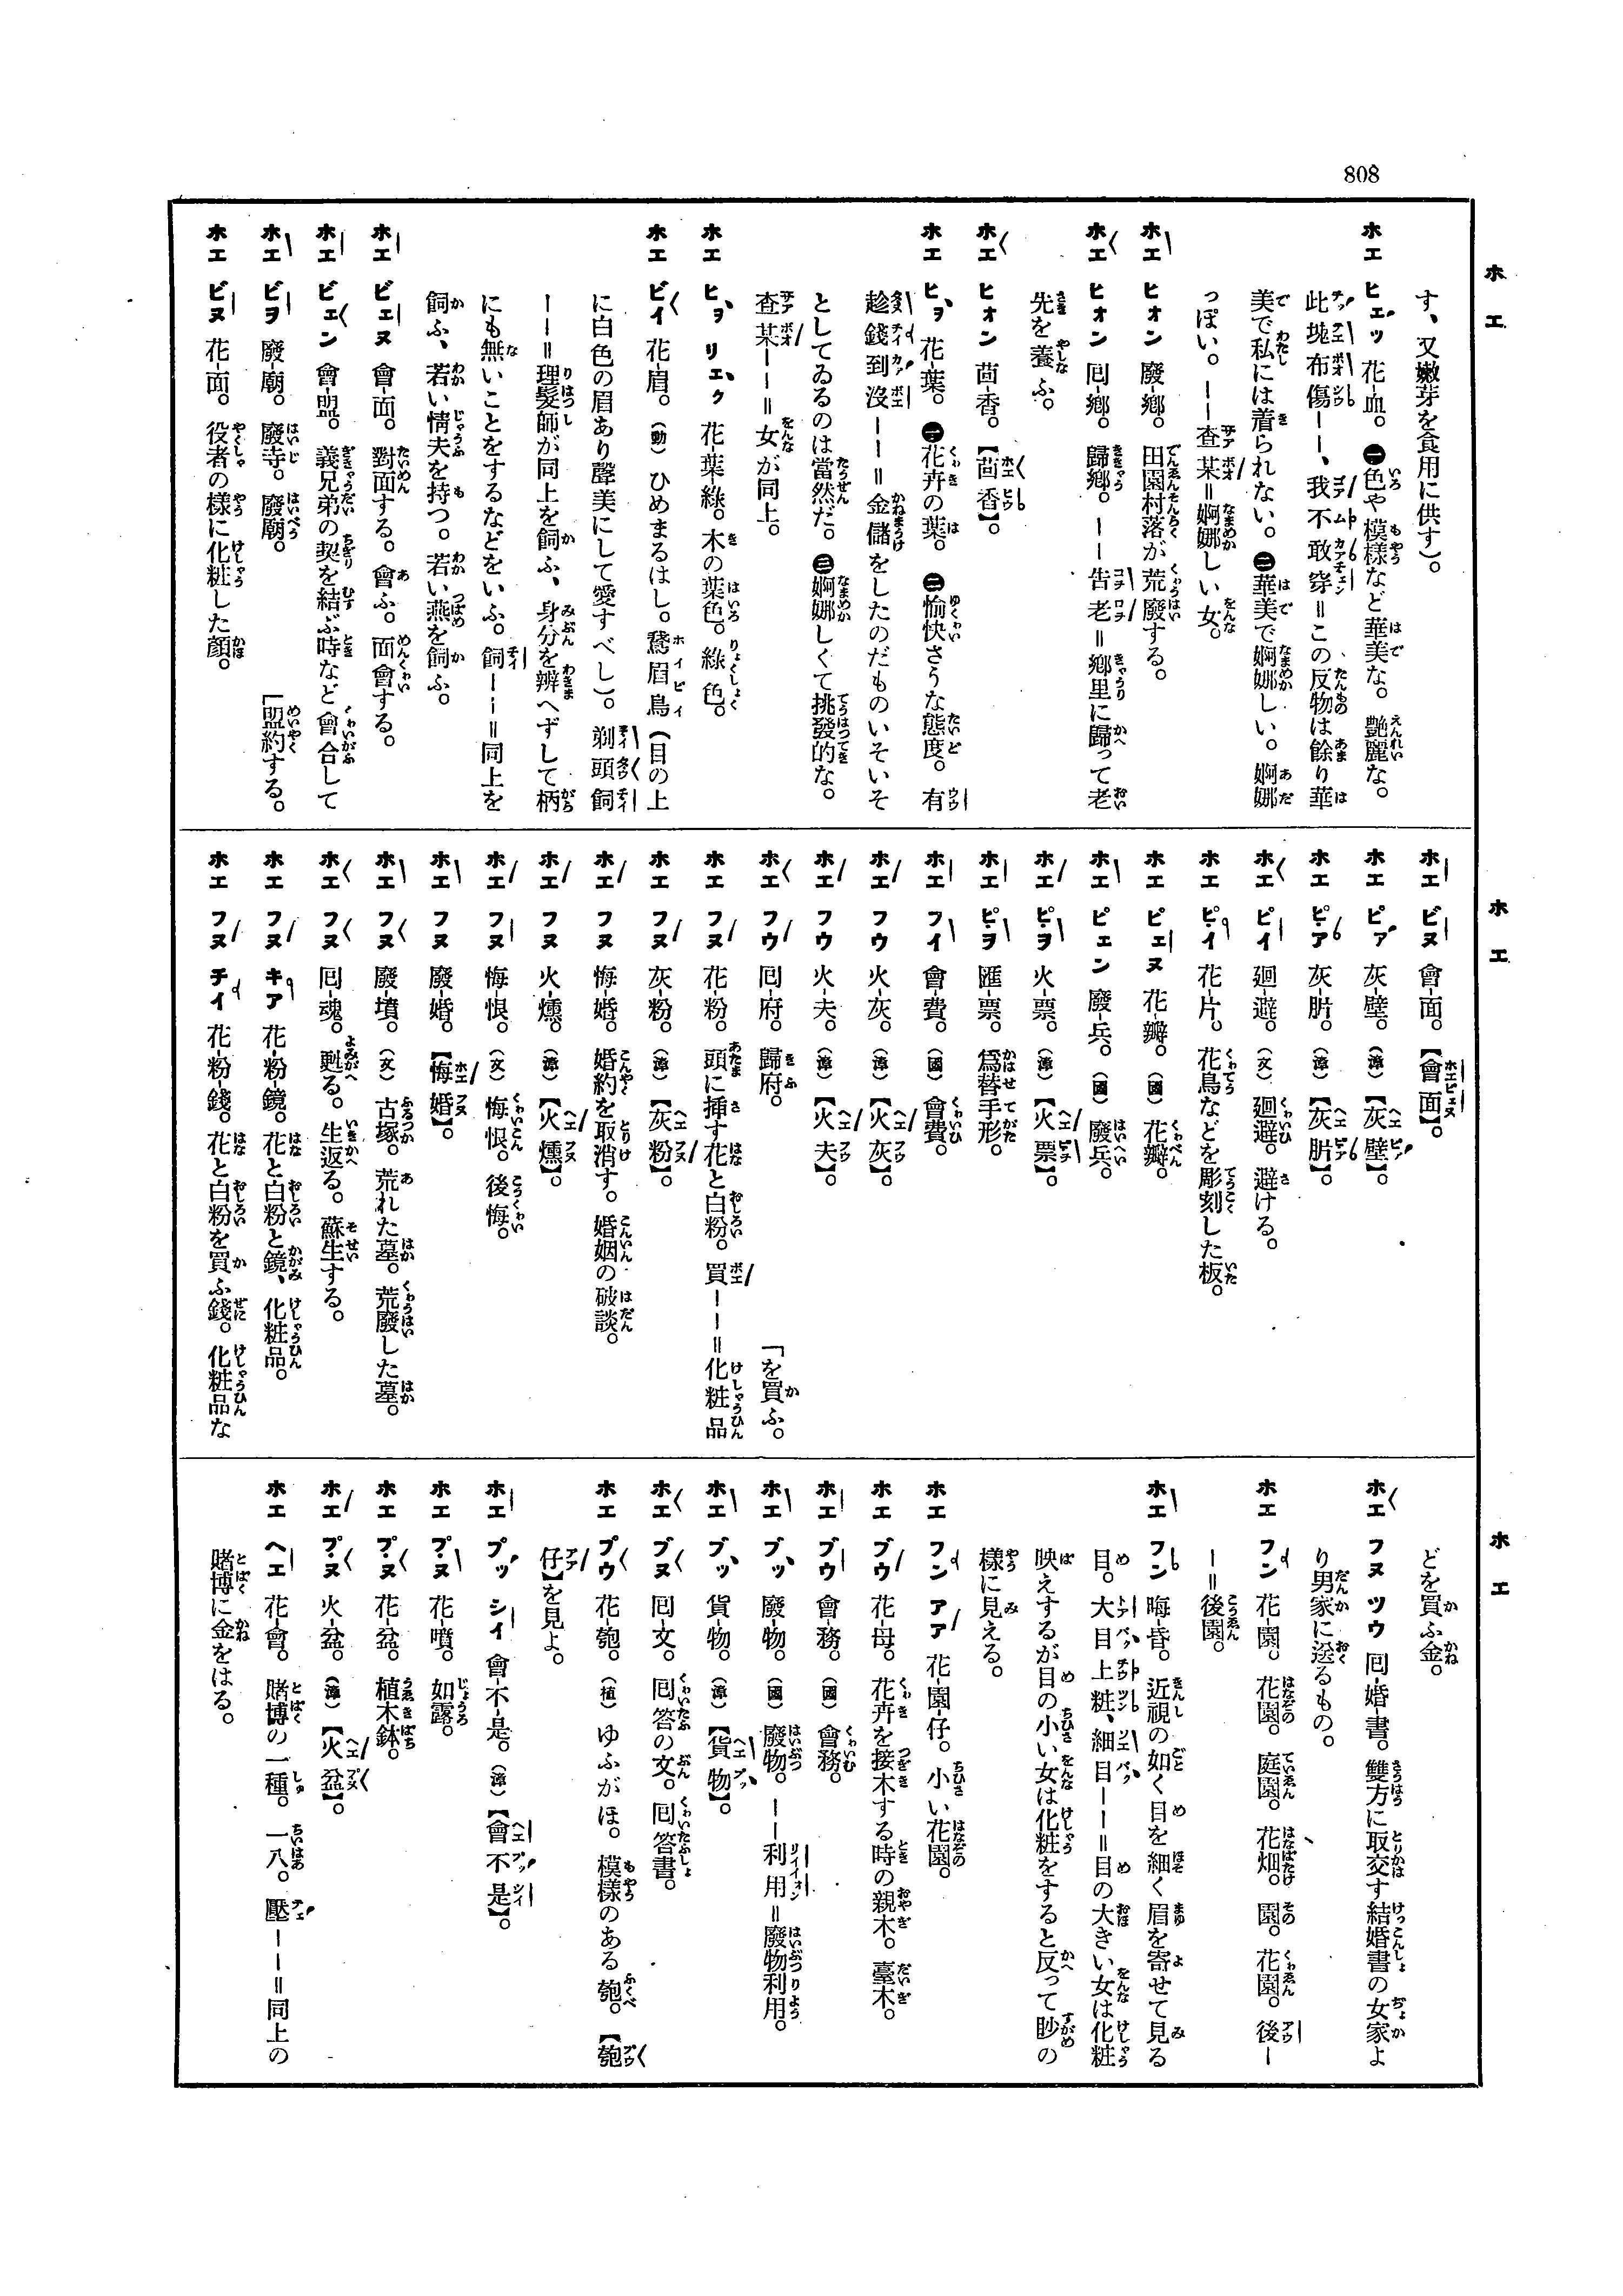 808
ホエ
す、又嫩芽を食用に供す)。
ホエ ヒェッ 花-血。 ㊀色や模樣など華美な。艶麗な。
此塊布傷ーー、我不敢穿＝この反物は餘り華
美で私には着られない。㊁華美で婀娜しい。婀娜
っぽい。ーー查某＝婀娜しい女。
ホエ ヒォン 廢-鄕。 田園村落が荒廢する。
ホエ ヒォン 囘-鄕。 歸鄕。ーー吿老＝鄕里に歸って老
先を養ふ。
ホエ ヒォン 茴-香。【茴香】。
ホエ ヒヲ 花-葉。 ㊀花卉の葉。 ㊁愉快さうな態度。有
趁錢到沒ーー＝金儲をしたのだものいそいそ
としてゐるのは當然だ。㊂婀娜しくて挑發的な。
查某ーー＝女が同上。
ホエ ヒヲ リェク 花-葉-綠。木の葉色。綠色。
ホエ ビイ 花-眉。(動) ひめまるはし。鵞眉鳥(目の上
に白色の眉あり聲美にして愛すべし)。 剃頭飼
ーー＝理髮師が同上を飼ふ、身分を辨へずして柄
にも無いことをするなどをいふ。飼ーー＝同上を
飼ふ、若い情夫を持つ。若い燕を飼ふ。
ホエ ビェヌ 會-面。 對面する。會ふ。面會する。
ホエ ビェン 會-盟。 義兄弟の契を結ぶ時など會合して
「盟約する。
ホエ ビヲ 廢-廟。 廢寺。廢廟。
ホエ ビヌ 花-面。 役者の樣に化粧した顏。
ホエ
ホエ ビヌ 會-面。【會面】。
ホエ ピァ 灰-壁。(漳)【灰壁】。
ホエ ピア 灰-骿。(漳)【灰骿】。
ホエ ピイ 廻-避。(文) 廻避。避ける。
ホエ ピイ 花-片。 花鳥などを彫刻した板。
ホエ ピェヌ 花-瓣。(國) 花瓣。
ホエ ピェン 廢-兵。(國) 廢兵。
ホエ ピヲ 火-票。(漳)【火票】。
ホエ ピヲ 匯-票。 爲替手形。
ホエ フイ 會-費。(國) 會費。
ホエ フウ 火-灰。(漳)【火灰】。
ホエ フウ 火-夫。(漳)【火夫】。
ホエ フウ 囘-府。 歸府。
「を買ふ。
ホエ フヌ 花-粉。 頭に揷す花と白粉。買ーー＝化粧品
ホエ フヌ 灰-粉。(漳)【灰粉】。
ホエ フヌ 悔-婚。 婚約を取消す。婚姻の破談。
ホエ フヌ 火-燻。(漳)【火燻】。
ホエ フヌ 悔-恨。(文) 悔恨。後悔。
ホエ フヌ 廢-婚。【悔婚】。
ホエ フヌ 廢-墳。(文) 古塚。荒れた墓。荒廢した墓。
ホエ フヌ 囘-魂。 甦る。生返る。蘇生する。
ホエ フヌ キア 花-粉-鏡。 花と白粉と鏡、化粧品。
ホエ フヌ チイ 花-粉-錢。 花と白粉を買ふ錢。化粧品な
ホエ
どを買ふ金。
ホエ フヌ ツウ 囘-婚-書。 雙方に取交す結婚書の女家よ
り男家に送るもの。
ホエ フン 花-園。 花園。庭園。花畑。園。花園。後ー
ー＝後園。
ホエ フン 晦-昏。 近視の如く目を細く眉を寄せて見る
目。大目上粧、細目ーー＝目の大きい女は化粧
映えするが目の小い女は化粧をすると反って眇の
樣に見える。
ホエ フン アア 花-園-仔。 小い花園。
ホエ ブウ 花-母。 花卉を接木する時の親木。臺木。
ホエ ブウ 會-務。(國) 會務。
ホエ ブッ 廢-物。(國) 廢物。ーー利用＝廢物利用。
ホエ ブッ 貨-物。(漳)【貨物】。
ホエ ブヌ 囘-文。 囘答の文。囘答書。
ホエ プウ 花-匏。(植) ゆふがほ。模樣のある匏。【匏
仔】を見よ。
ホエ プッ シイ 會-不-是。(漳)【會不是】。
ホエ プヌ 花-噴。 如露。
ホエ プヌ 花-盆。 植木鉢。
ホエ プヌ 火-盆。(漳)【火盆】。
ホエ ヘエ 花-會。 賭博の一種。一八。壓ーー＝同上の
賭博に金をはる。